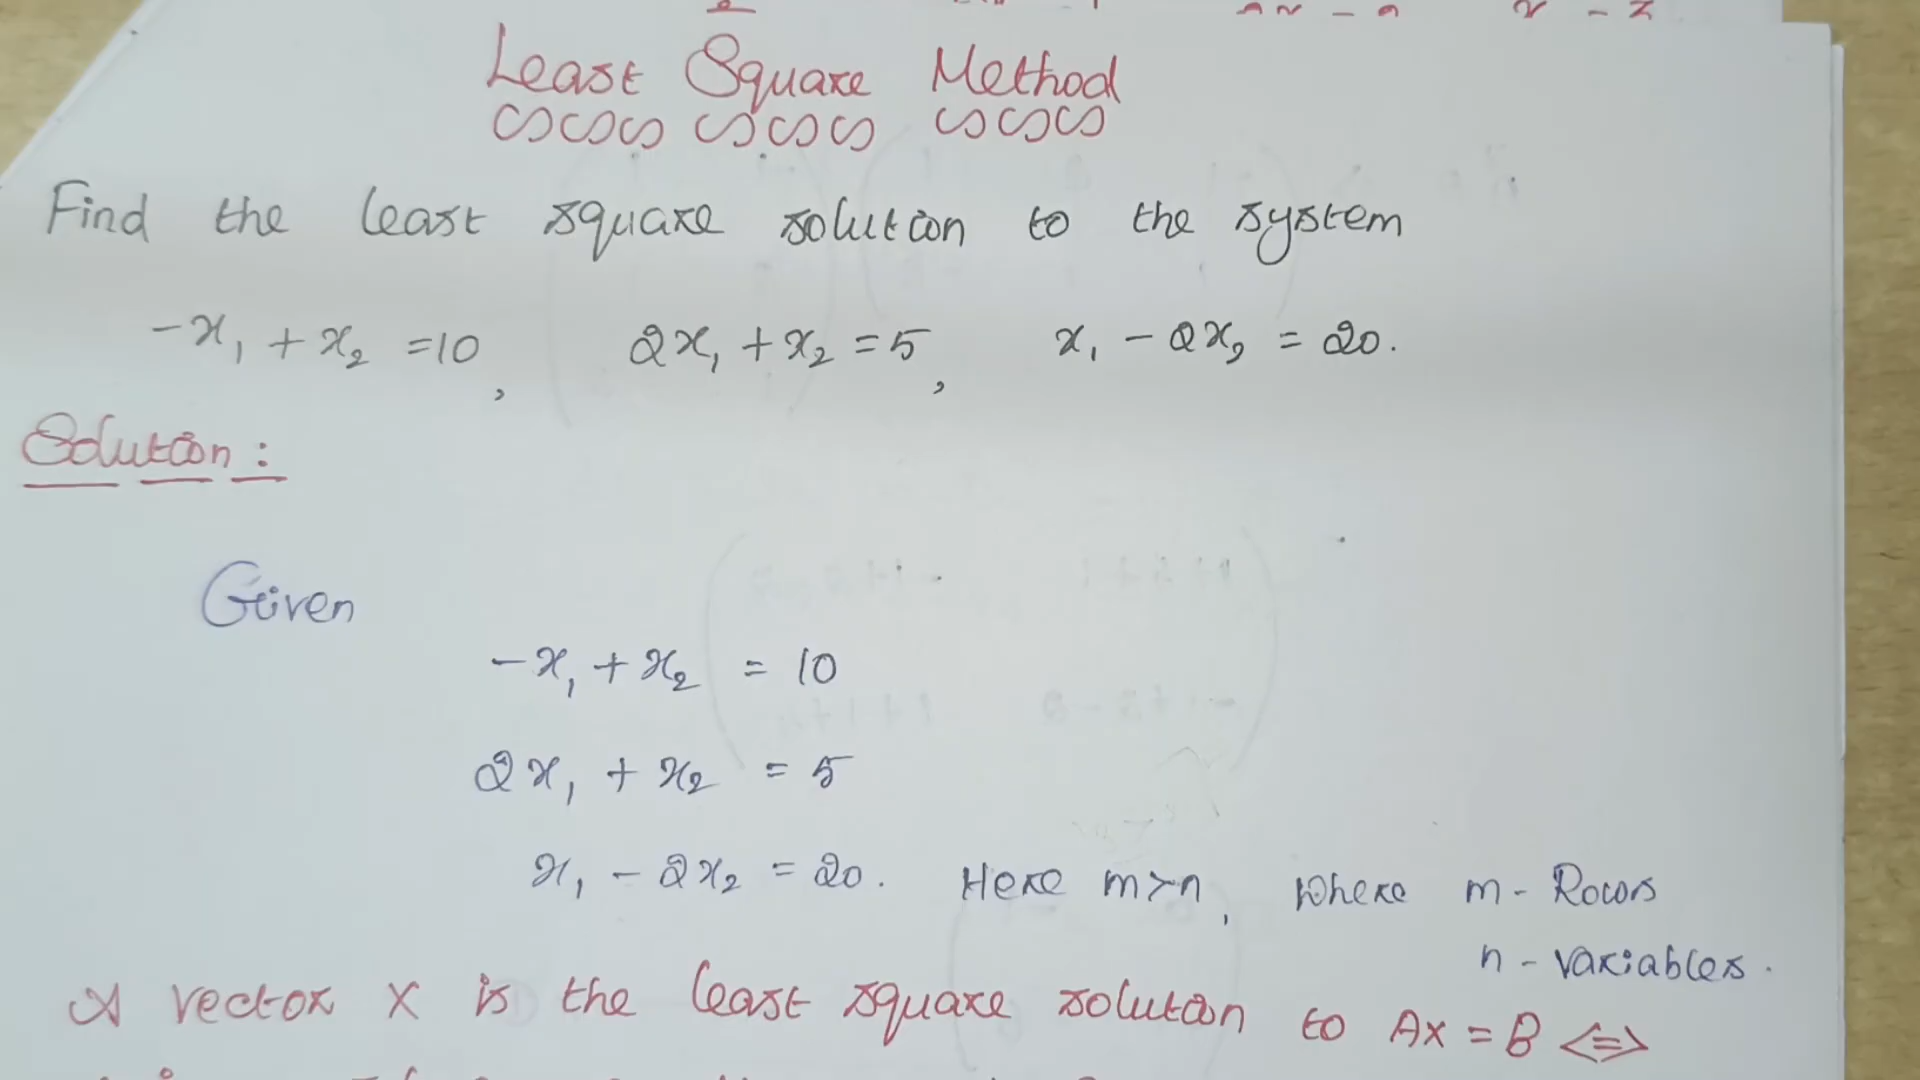 Least Square Method
Find the least square solution to the system
-x₁ + x₂ = 10, 2x₁ + x₂ = 5, x₁ - 2x₂ = 20.
Solution:
Given
-x₁ + x₂ = 10
2x₁ + x₂ = 5
x₁ - 2x₂ = 20. Here m>n, where m - Rows
n - variables.
A vector X is the least square solution to AX = B <=>